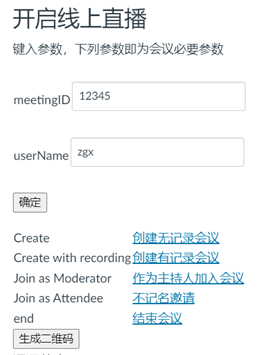 开启线上直播
键入参数，下列参数即为会议必要参数
meetingID 12345
userName zgx
确定
Create 创建无记录会议
Create with recording 创建有记录会议
Join as Moderator 作为主持人加入会议
Join as Attendee 不记名邀请
end 结束会议
生成二维码